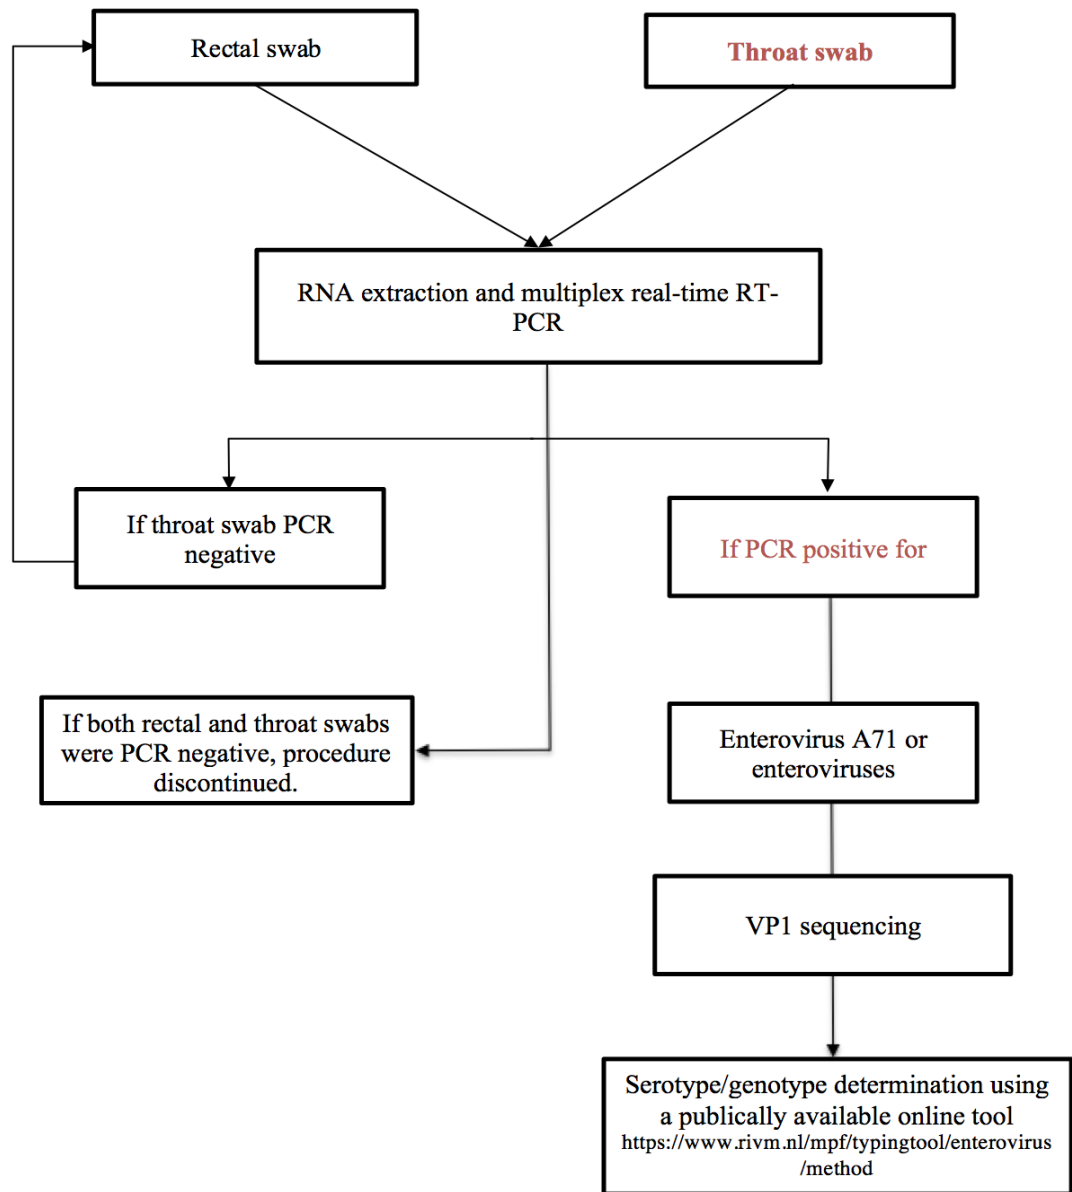 Rectal swab
Throat swab
RNA extraction and multiplex real-time RT-
PCR
If throat swab PCR
negative
If PCR positive for
If both rectal and throat swabs
were PCR negative, procedure
discontinued.
Enterovirus A71 or
enteroviruses
VP1 sequencing
Serotype/genotype determination using
a publically available online tool
https://www.rivm.nl/mpf/typingtool/enterovirus
/method